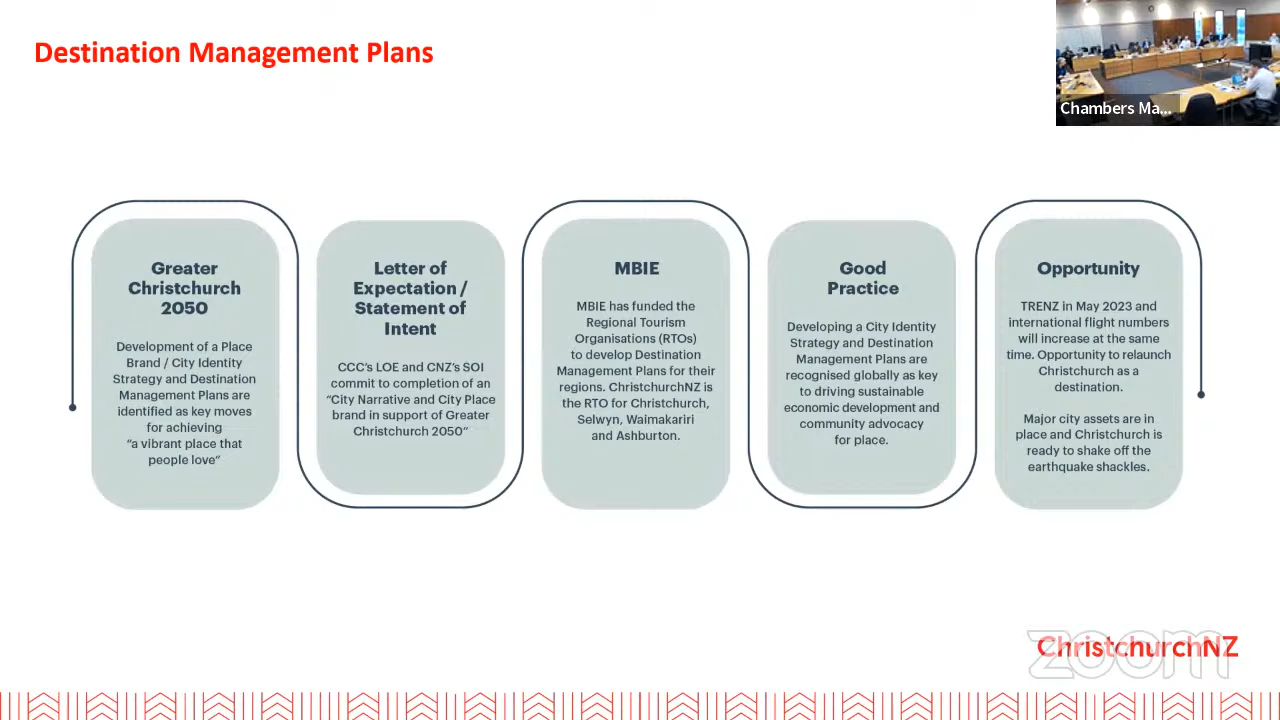 Destination Management Plans
Chambers Ma...
Greater
Christchurch
2050
Development of a Place
Brand / City Identity
Strategy and Destination
Management Plans are
identified as key moves
for achieving
“a vibrant place that
people love”
Letter of
Expectation /
Statement of
Intent
CCC’s LOE and CNZ’s SOI
commit to completion of an
“City Narrative and City Place
brand in support of Greater
Christchurch 2050”
MBIE
MBIE has funded the
Regional Tourism
Organisations (RTOs)
to develop Destination
Management Plans for their
regions. ChristchurchNZ is
the RTO for Christchurch,
Selwyn, Waimakariri
and Ashburton.
Good
Practice
Developing a City Identity
Strategy and Destination
Management Plans are
recognised globally as key
to driving sustainable
economic development and
community advocacy
for place.
Opportunity
TRENZ in May 2023 and
international flight numbers
will increase at the same
time. Opportunity to relaunch
Christchurch as a
destination.
Major city assets are in
place and Christchurch is
ready to shake off the
earthquake shackles.
ChristchurchNZ
zoom